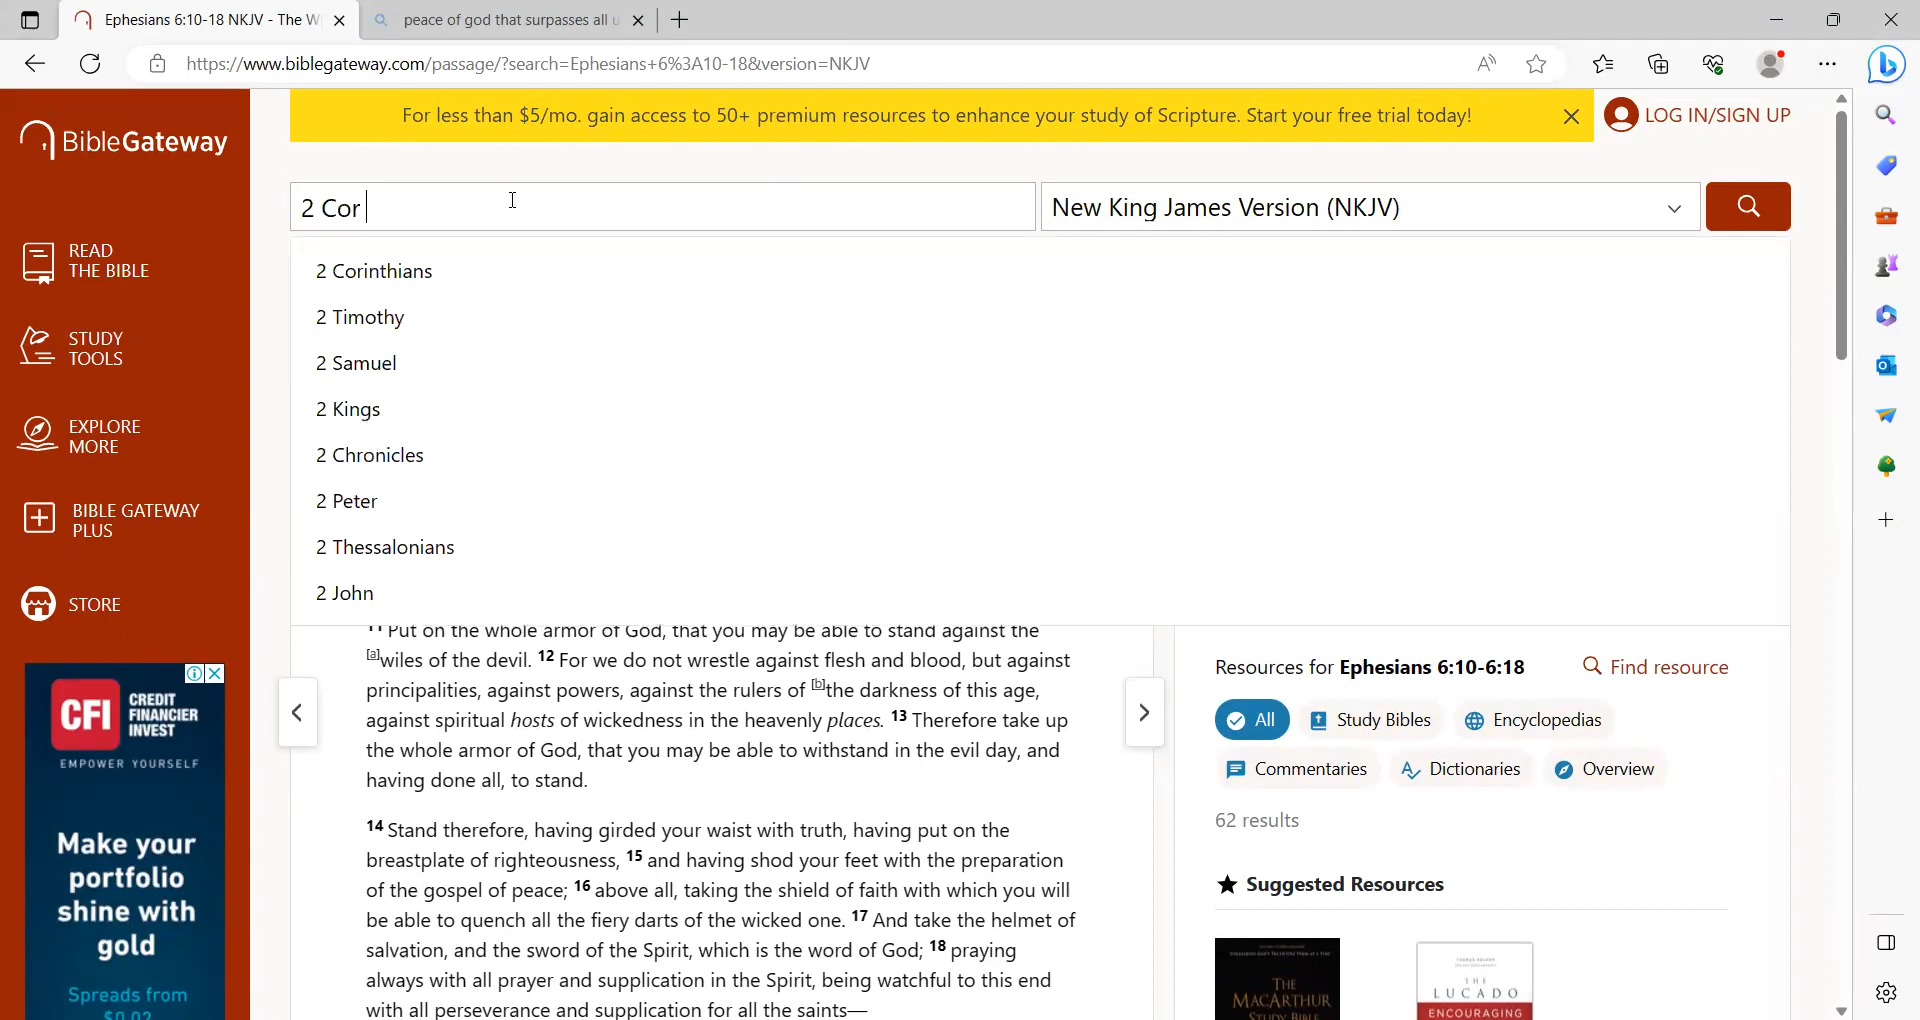 Ephesians 6:10-18 NKJV - The W
peace of god that surpasses all u
https://www.biblegateway.com/passage/?search=Ephesians+6%3A10-18&version=NKJV
For less than $5/mo. gain access to 50+ premium resources to enhance your study of Scripture. Start your free trial today!
LOG IN/SIGN UP
BibleGateway
2 Cor
New King James Version (NKJV)
READ
THE BIBLE
STUDY
TOOLS
EXPLORE
MORE
BIBLE GATEWAY
PLUS
STORE
2 Corinthians
2 Timothy
2 Samuel
2 Kings
2 Chronicles
2 Peter
2 Thessalonians
2 John
11 Put on the whole armor of God, that you may be able to stand against the
[a]wiles of the devil. 12 For we do not wrestle against flesh and blood, but against
principalities, against powers, against the rulers of [b]the darkness of this age,
against spiritual hosts of wickedness in the heavenly places. 13 Therefore take up
the whole armor of God, that you may be able to withstand in the evil day, and
having done all, to stand.
14 Stand therefore, having girded your waist with truth, having put on the
breastplate of righteousness, 15 and having shod your feet with the preparation
of the gospel of peace; 16 above all, taking the shield of faith with which you will
be able to quench all the fiery darts of the wicked one. 17 And take the helmet of
salvation, and the sword of the Spirit, which is the word of God; 18 praying
always with all prayer and supplication in the Spirit, being watchful to this end
with all perseverance and supplication for all the saints—
Resources for Ephesians 6:10-6:18
Find resource
All
Study Bibles
Encyclopedias
Commentaries
Dictionaries
Overview
62 results
Suggested Resources
THE
MACARTHUR
STUDY BIBLE
THE
LUCADO
ENCOURAGING
CFI
CREDIT
FINANCIER
INVEST
EMPOWER YOURSELF
Make your
portfolio
shine with
gold
Spreads from
$0.02